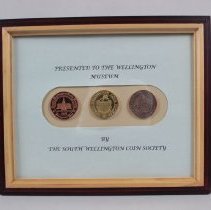 PRESENTED TO THE WELLINGTON
MUSEUM
BY
THE SOUTH WELLINGTON COIN SOCIETY